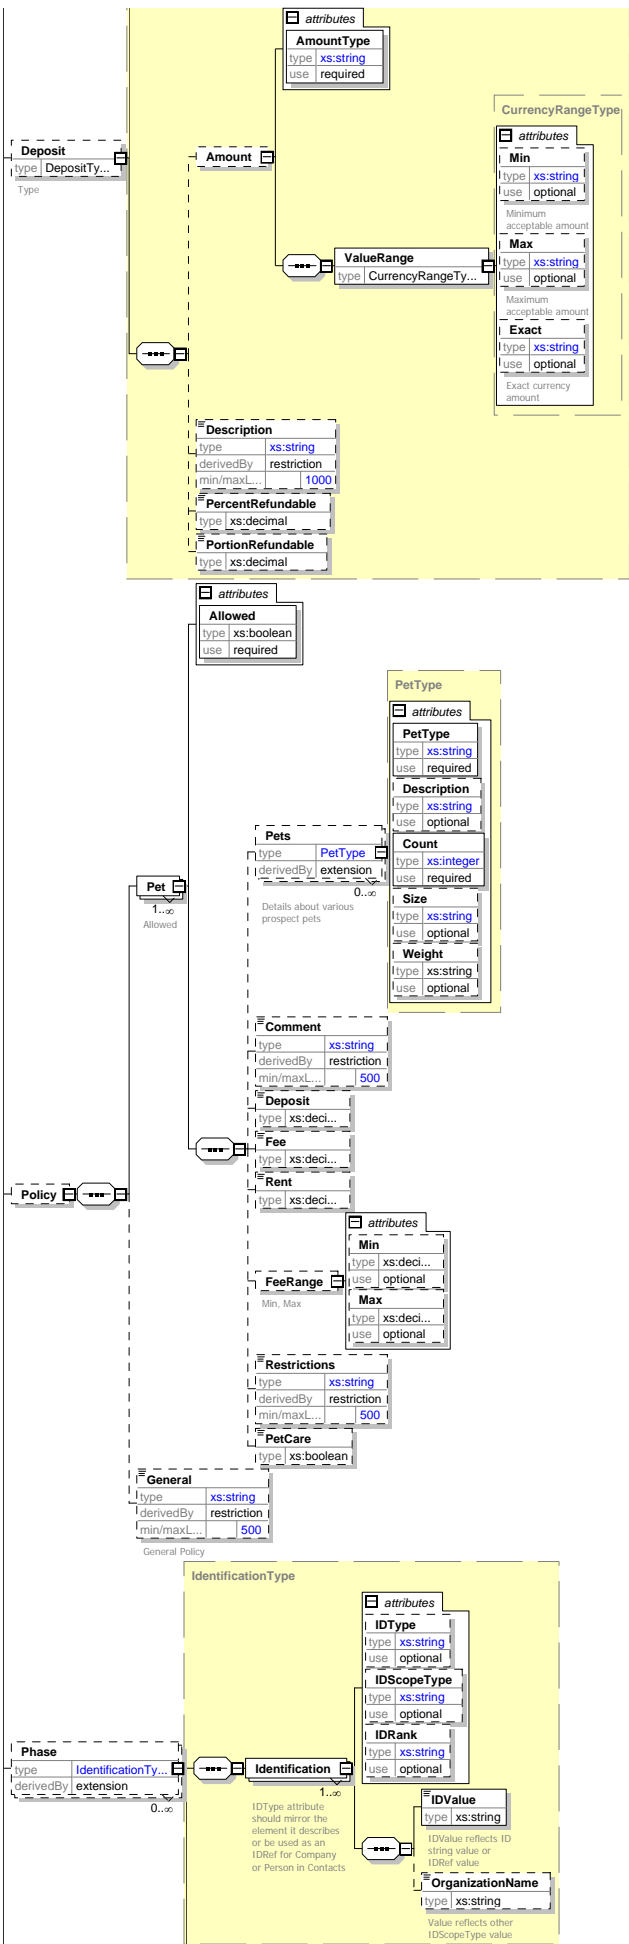 attributes
AmountType
type xs:string
use required
CurrencyRangeType
attributes
Deposit
type DepositTy...
Type
Amount
Min
type xs:string
use optional
Minimum
acceptable amount
ValueRange
type CurrencyRangeTy...
Max
type xs:string
use optional
Maximum
acceptable amount
Exact
type xs:string
use optional
Exact currency
amount
Description
type xs:string
derivedBy restriction
min/maxL... 1000
PercentRefundable
type xs:decimal
PortionRefundable
type xs:decimal
attributes
Allowed
type xs:boolean
use required
PetType
attributes
PetType
type xs:string
use required
Description
type xs:string
use optional
Pets
type PetType
derivedBy extension
0..∞
Details about various
prospect pets
Count
type xs:integer
use required
Pet
1..∞
Allowed
Size
type xs:string
use optional
Weight
type xs:string
use optional
Comment
type xs:string
derivedBy restriction
min/maxL... 500
Deposit
type xs:deci...
Fee
type xs:deci...
Rent
type xs:deci...
Policy
attributes
Min
type xs:deci...
use optional
FeeRange
Min, Max
Max
type xs:deci...
use optional
Restrictions
type xs:string
derivedBy restriction
min/maxL... 500
PetCare
type xs:boolean
General
type xs:string
derivedBy restriction
min/maxL... 500
General Policy
IdentificationType
attributes
IDType
type xs:string
use optional
IDScopeType
type xs:string
use optional
IDRank
type xs:string
use optional
Phase
type IdentificationTy...
derivedBy extension
0..∞
Identification
1..∞
IDType attribute
should mirror the
element it describes
or be used as an
IDRef for Company
or Person in Contacts
IDValue
type xs:string
IDValue reflects ID
string value or
IDRef value
OrganizationName
type xs:string
Value reflects other
IDScopeType value